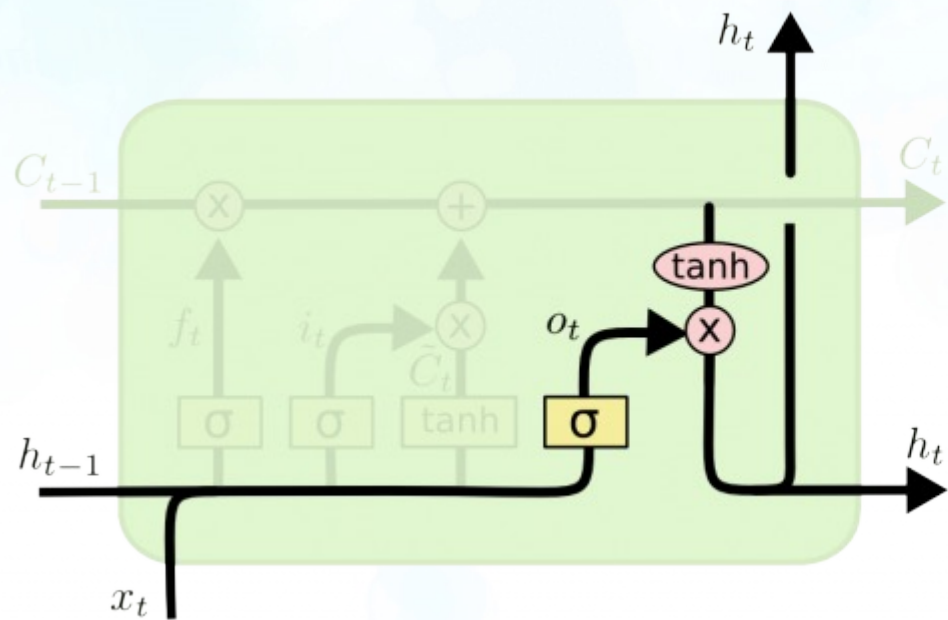 h_t
C_{t-1}
C_t
x
+
tanh
f_t
i_t
x
o_t
x
C̃_t
σ
σ
tanh
σ
h_{t-1}
h_t
x_t